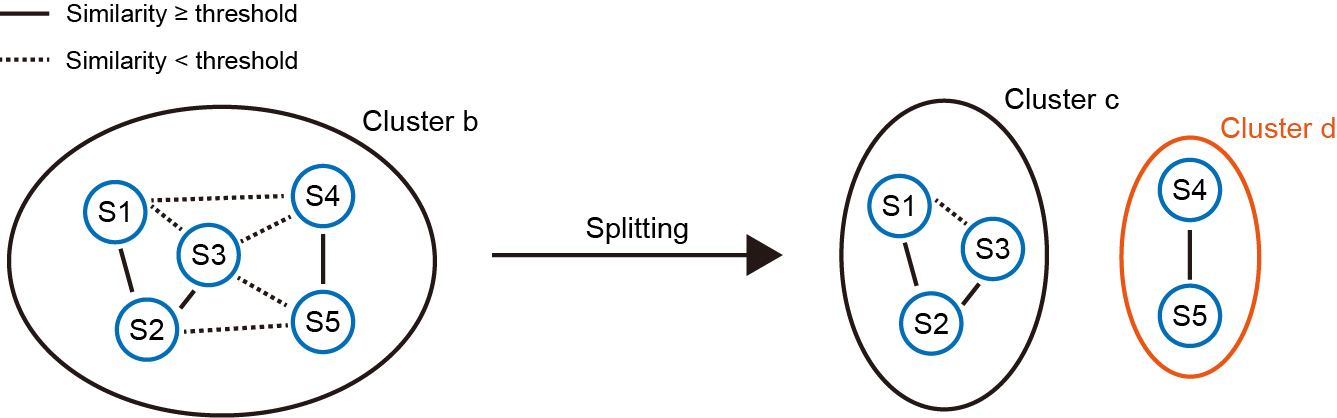 Similarity ≥ threshold
Similarity < threshold
Cluster b
S1
S4
S3
S2
S5
Splitting
Cluster c
S1
S3
S2
Cluster d
S4
S5